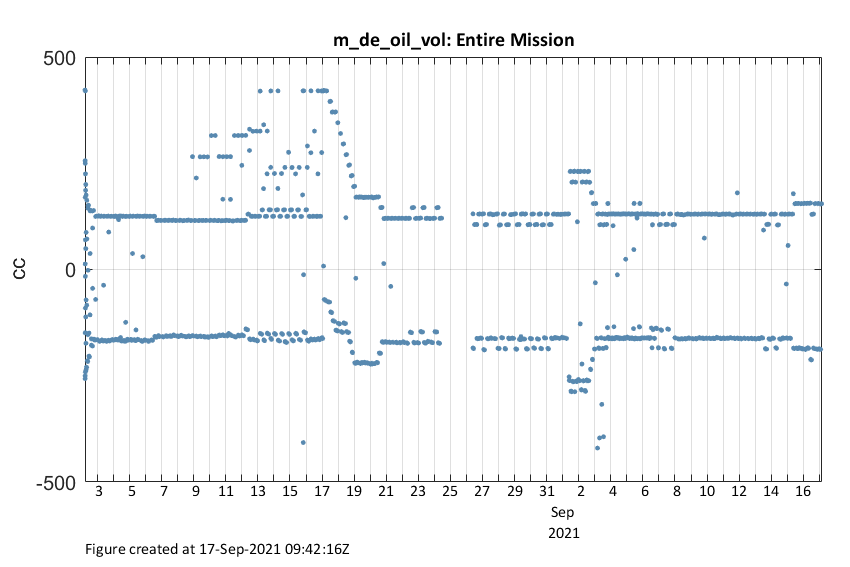 m_de_oil_vol: Entire Mission
500
0
-500
CC
3 5 7 9 11 13 15 17 19 21 23 25 27 29 31 2 4 6 8 10 12 14 16
Sep
2021
Figure created at 17-Sep-2021 09:42:16Z